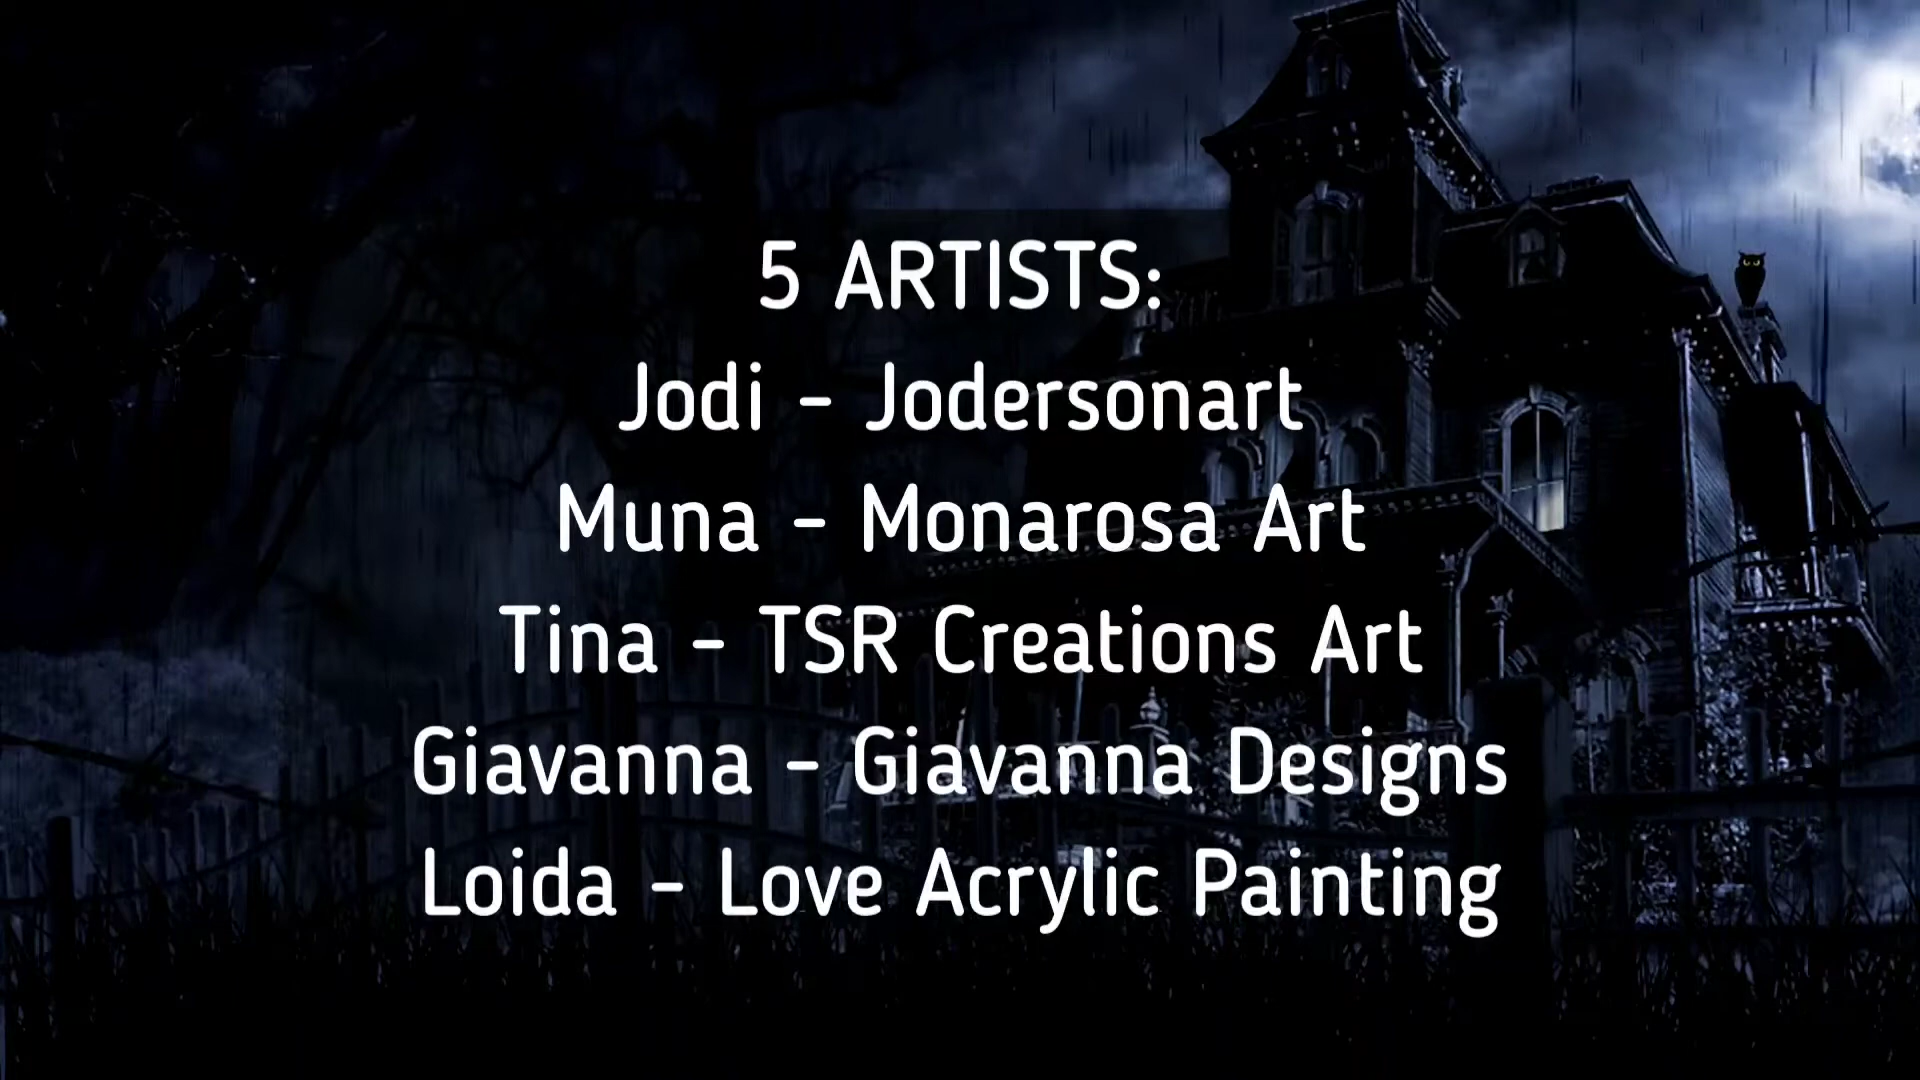 5 ARTISTS:
Jodi - Jodersonart
Muna - Monarosa Art
Tina - TSR Creations Art
Giavanna - Giavanna Designs
Loida - Love Acrylic Painting